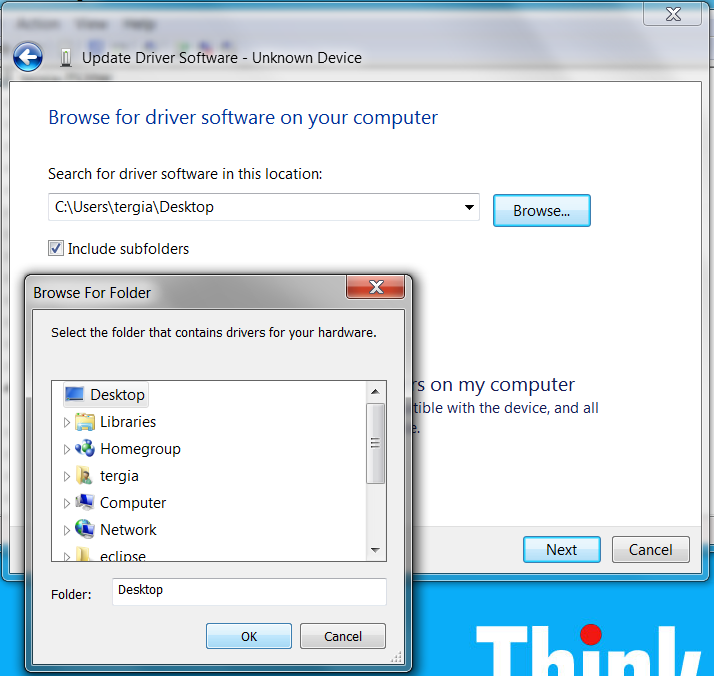 Action View Help
Update Driver Software - Unknown Device
Browse for driver software on your computer
Search for driver software in this location:
C:\Users\tergia\Desktop
Browse...
Include subfolders
Browse For Folder
Select the folder that contains drivers for your hardware.
Desktop
Libraries
Homegroup
tergia
Computer
Network
eclipse
rs on my computer
tible with the device, and all
e.
Folder: Desktop
OK Cancel
Next Cancel
Think